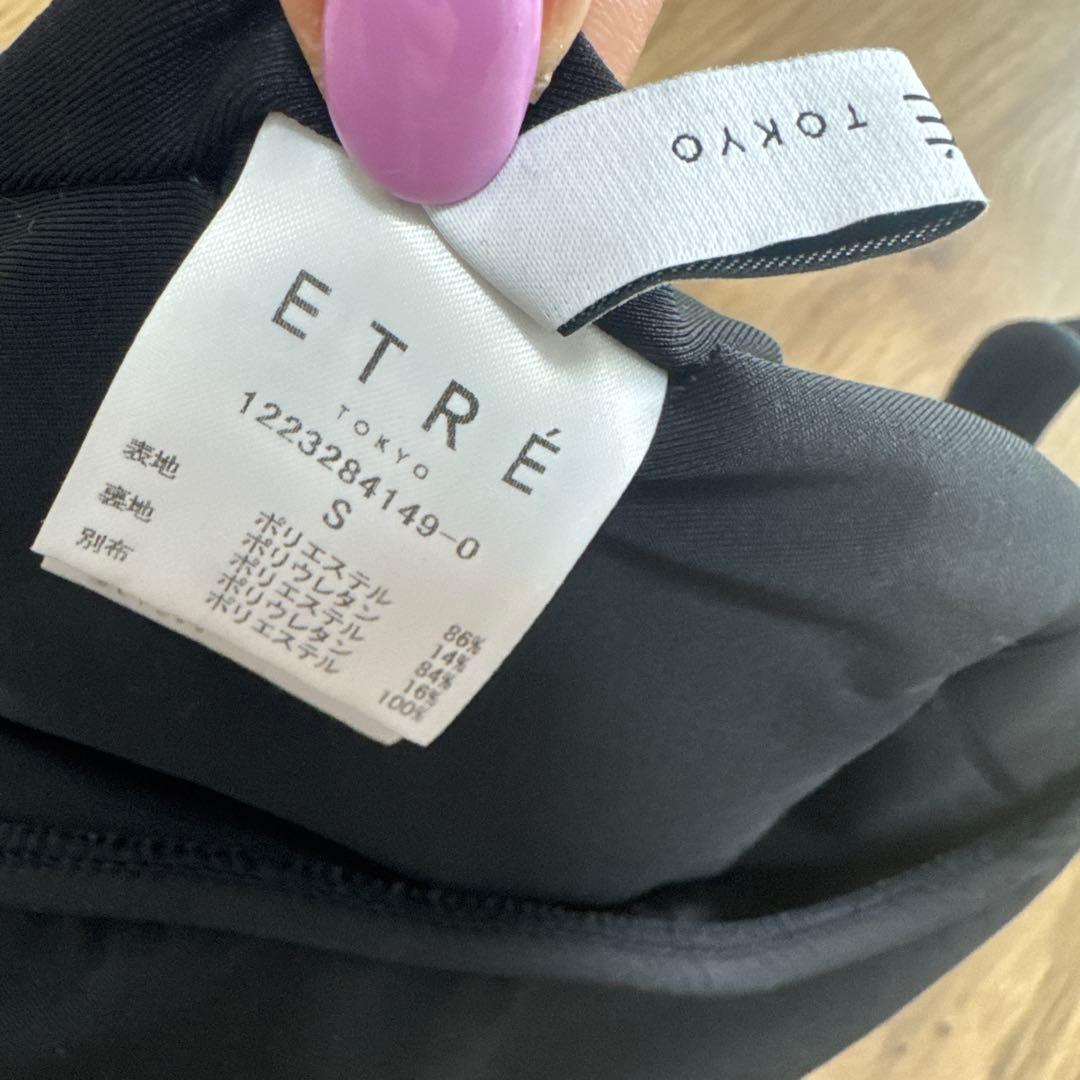 TOKYO
ETRÉ
TOKYO
1223284149-0
S
表地 ポリエステル 86%
ポリウレタン 14%
裏地 ポリエステル 84%
ポリウレタン 16%
別布 ポリエステル 100%